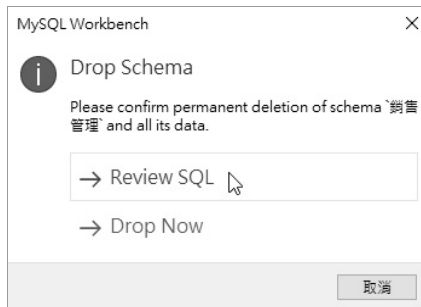 MySQL Workbench
Drop Schema
Please confirm permanent deletion of schema `銷售
管理` and all its data.
→ Review SQL
→ Drop Now
取消